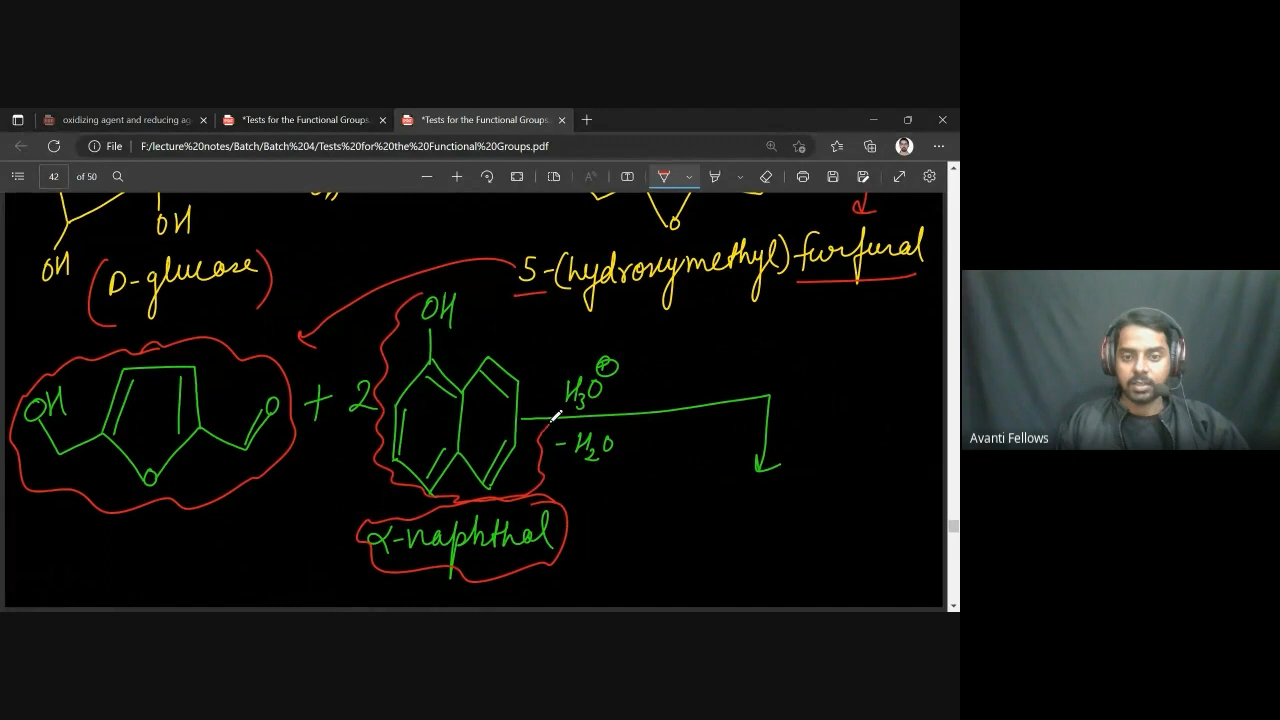 oxidizing agent and reducing ag
*Tests for the Functional Groups.
*Tests for the Functional Groups.
File F:/lecture%20notes/Batch/Batch%204/Tests%20for%20the%20Functional%20Groups.pdf
42 of 50
OH
OH
O
(D-glucose)
5-(hydroxymethyl)-furfural
OH
OH
O
O
+ 2
H3O⊕
-H2O
α-naphthol
Avanti Fellows